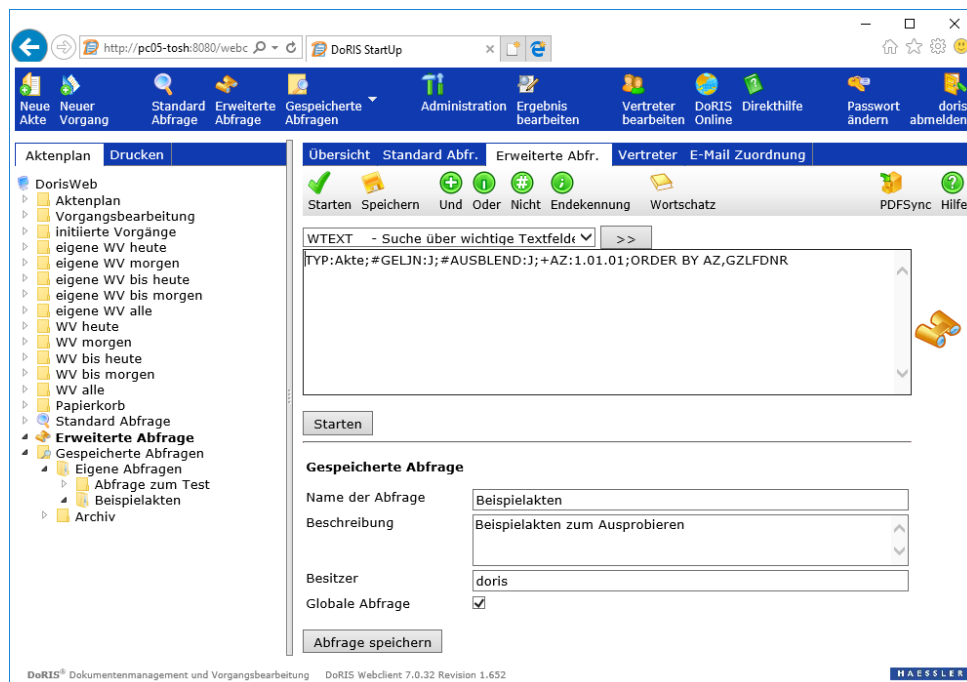 http://pc05-tosh:8080/webc
DoRIS StartUp
Neue Akte
Neuer Vorgang
Standard Abfrage
Erweiterte Abfrage
Gespeicherte Abfragen
Administration
Ergebnis bearbeiten
Vertreter bearbeiten
DoRIS Online
Direkthilfe
Passwort ändern
doris abmelden
Aktenplan
Drucken
Übersicht
Standard Abfr.
Erweiterte Abfr.
Vertreter
E-Mail Zuordnung
Starten
Speichern
Und
Oder
Nicht
Endekennung
Wortschatz
PDFSync
Hilfe
DorisWeb
Aktenplan
Vorgangsbearbeitung
initiierte Vorgänge
eigene WV heute
eigene WV morgen
eigene WV bis heute
eigene WV bis morgen
eigene WV alle
WV heute
WV morgen
WV bis heute
WV bis morgen
WV alle
Papierkorb
Standard Abfrage
Erweiterte Abfrage
Gespeicherte Abfragen
Eigene Abfragen
Abfrage zum Test
Beispielakten
Archiv
WTEXT - Suche über wichtige Textfelde
>>
TYP:Akte;#GELJN:J;#AUSBLEND:J;+AZ:1.01.01;ORDER BY AZ,GZLFDNR
Starten
Gespeicherte Abfrage
Name der Abfrage
Beispielakten
Beschreibung
Beispielakten zum Ausprobieren
Besitzer
doris
Globale Abfrage
Abfrage speichern
DoRIS® Dokumentenmanagement und Vorgangsbearbeitung DoRIS Webclient 7.0.32 Revision 1.652
HAESSLER